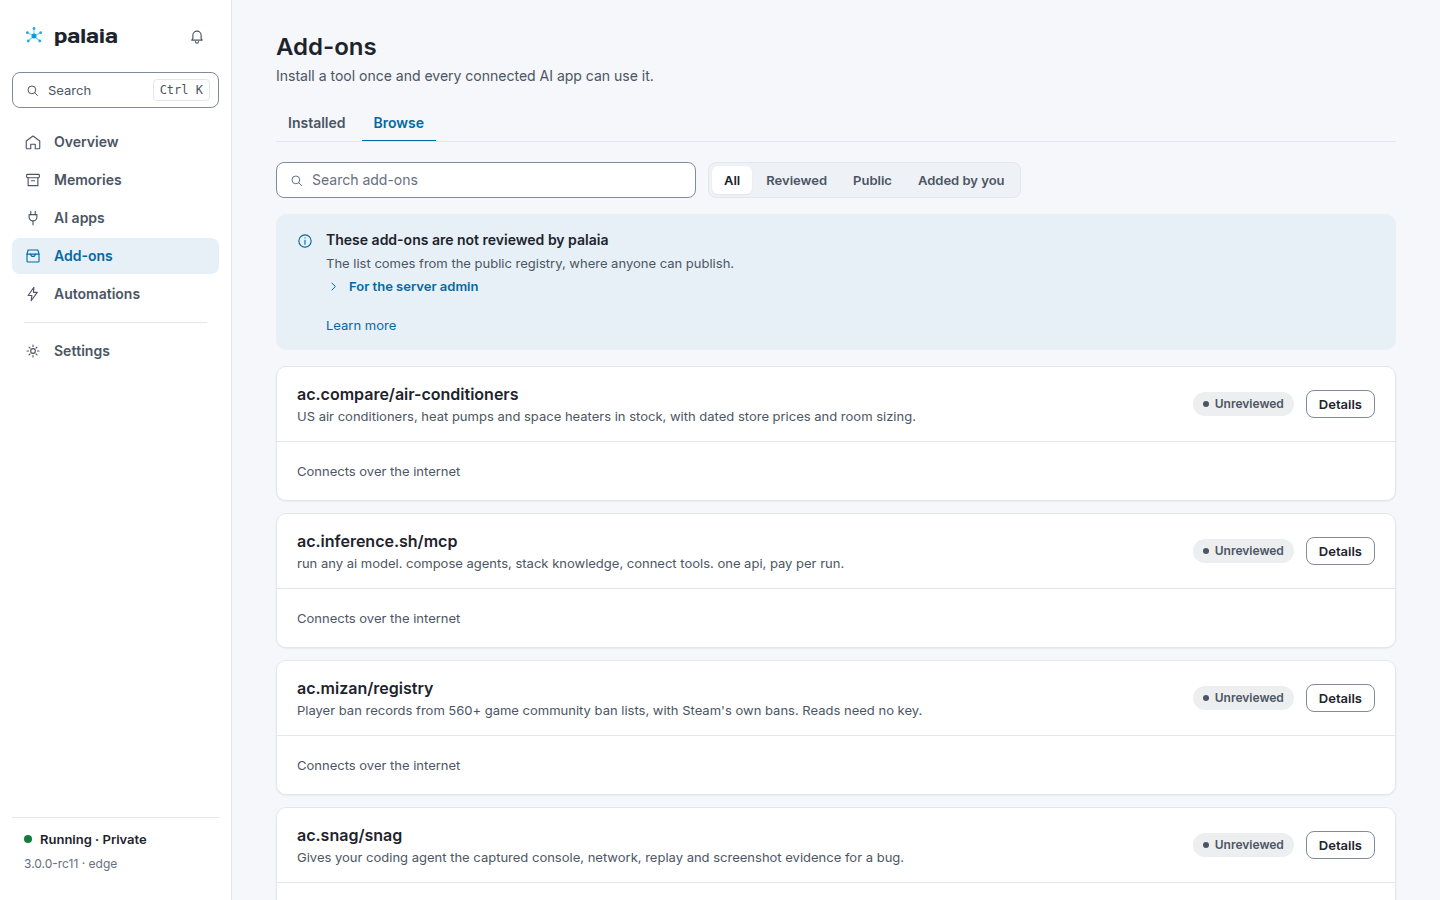 palaia
Search
Ctrl K
Overview
Memories
AI apps
Add-ons
Automations
Settings
Running · Private
3.0.0-rc11 · edge
Add-ons
Install a tool once and every connected AI app can use it.
Installed
Browse
Search add-ons
All
Reviewed
Public
Added by you
These add-ons are not reviewed by palaia
The list comes from the public registry, where anyone can publish.
For the server admin
Learn more
ac.compare/air-conditioners
US air conditioners, heat pumps and space heaters in stock, with dated store prices and room sizing.
Unreviewed
Details
Connects over the internet
ac.inference.sh/mcp
run any ai model. compose agents, stack knowledge, connect tools. one api, pay per run.
Unreviewed
Details
Connects over the internet
ac.mizan/registry
Player ban records from 560+ game community ban lists, with Steam's own bans. Reads need no key.
Unreviewed
Details
Connects over the internet
ac.snag/snag
Gives your coding agent the captured console, network, replay and screenshot evidence for a bug.
Unreviewed
Details